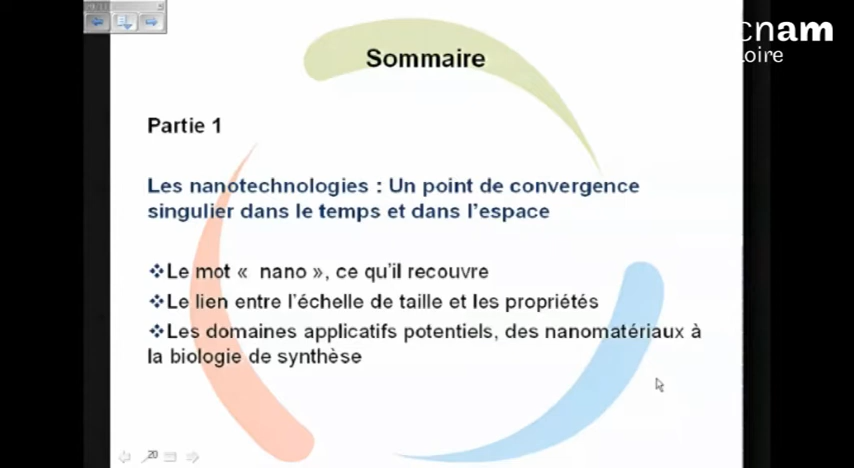 cnam
Loire
Sommaire
Partie 1
Les nanotechnologies : Un point de convergence
singulier dans le temps et dans l'espace
❖Le mot « nano », ce qu'il recouvre
❖Le lien entre l'échelle de taille et les propriétés
❖Les domaines applicatifs potentiels, des nanomatériaux à
la biologie de synthèse
20